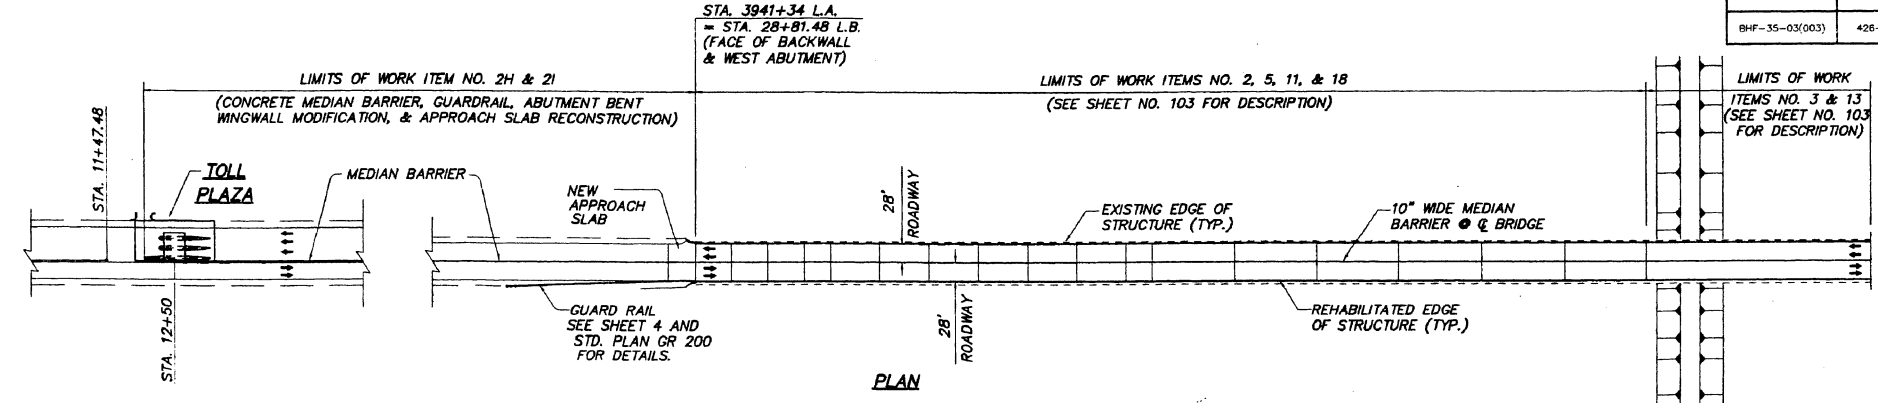 STA. 3941+34 L.A.
= STA. 28+81.48 L.B.
(FACE OF BACKWALL
& WEST ABUTMENT)
BHF-35-03(003)
426-
LIMITS OF WORK ITEM NO. 2H & 2I
(CONCRETE MEDIAN BARRIER, GUARDRAIL, ABUTMENT BENT
WINGWALL MODIFICATION, & APPROACH SLAB RECONSTRUCTION)
LIMITS OF WORK ITEMS NO. 2, 5, 11, & 18
(SEE SHEET NO. 103 FOR DESCRIPTION)
LIMITS OF WORK
ITEMS NO. 3 & 13
(SEE SHEET NO. 103
FOR DESCRIPTION)
STA. 11+47.48
TOLL
PLAZA
MEDIAN BARRIER
NEW
APPROACH
SLAB
28'
ROADWAY
EXISTING EDGE OF
STRUCTURE (TYP.)
10" WIDE MEDIAN
BARRIER @ ℄ BRIDGE
STA. 12+50
GUARD RAIL
SEE SHEET 4 AND
STD. PLAN GR 200
FOR DETAILS.
28'
ROADWAY
REHABILITATED EDGE
OF STRUCTURE (TYP.)
PLAN